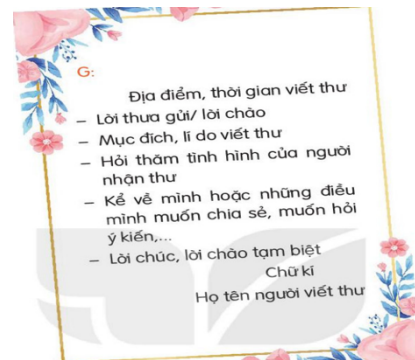 G:
Địa điểm, thời gian viết thư
– Lời thưa gửi/ lời chào
– Mục đích, lí do viết thư
– Hỏi thăm tình hình của người
nhận thư
– Kể về mình hoặc những điều
mình muốn chia sẻ, muốn hỏi
ý kiến,...
– Lời chúc, lời chào tạm biệt
Chữ kí
Họ tên người viết thư